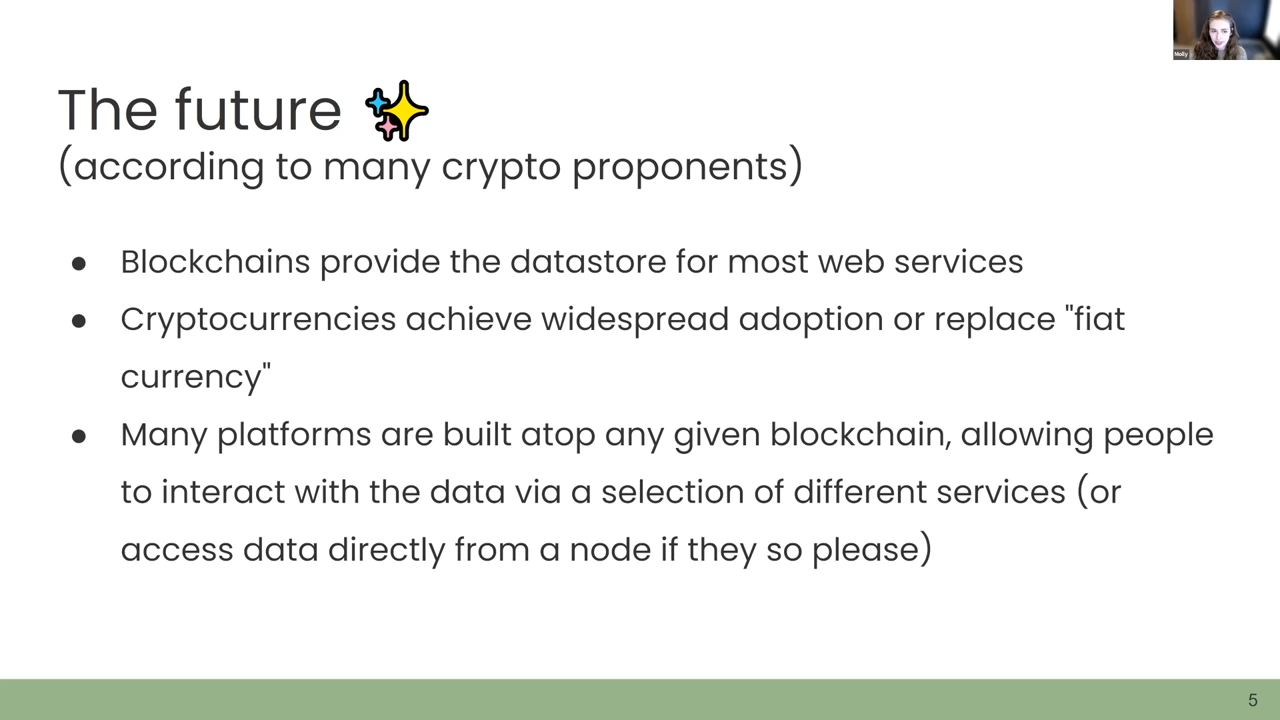 Molly
The future
(according to many crypto proponents)
● Blockchains provide the datastore for most web services
● Cryptocurrencies achieve widespread adoption or replace "fiat
currency"
● Many platforms are built atop any given blockchain, allowing people
to interact with the data via a selection of different services (or
access data directly from a node if they so please)
5